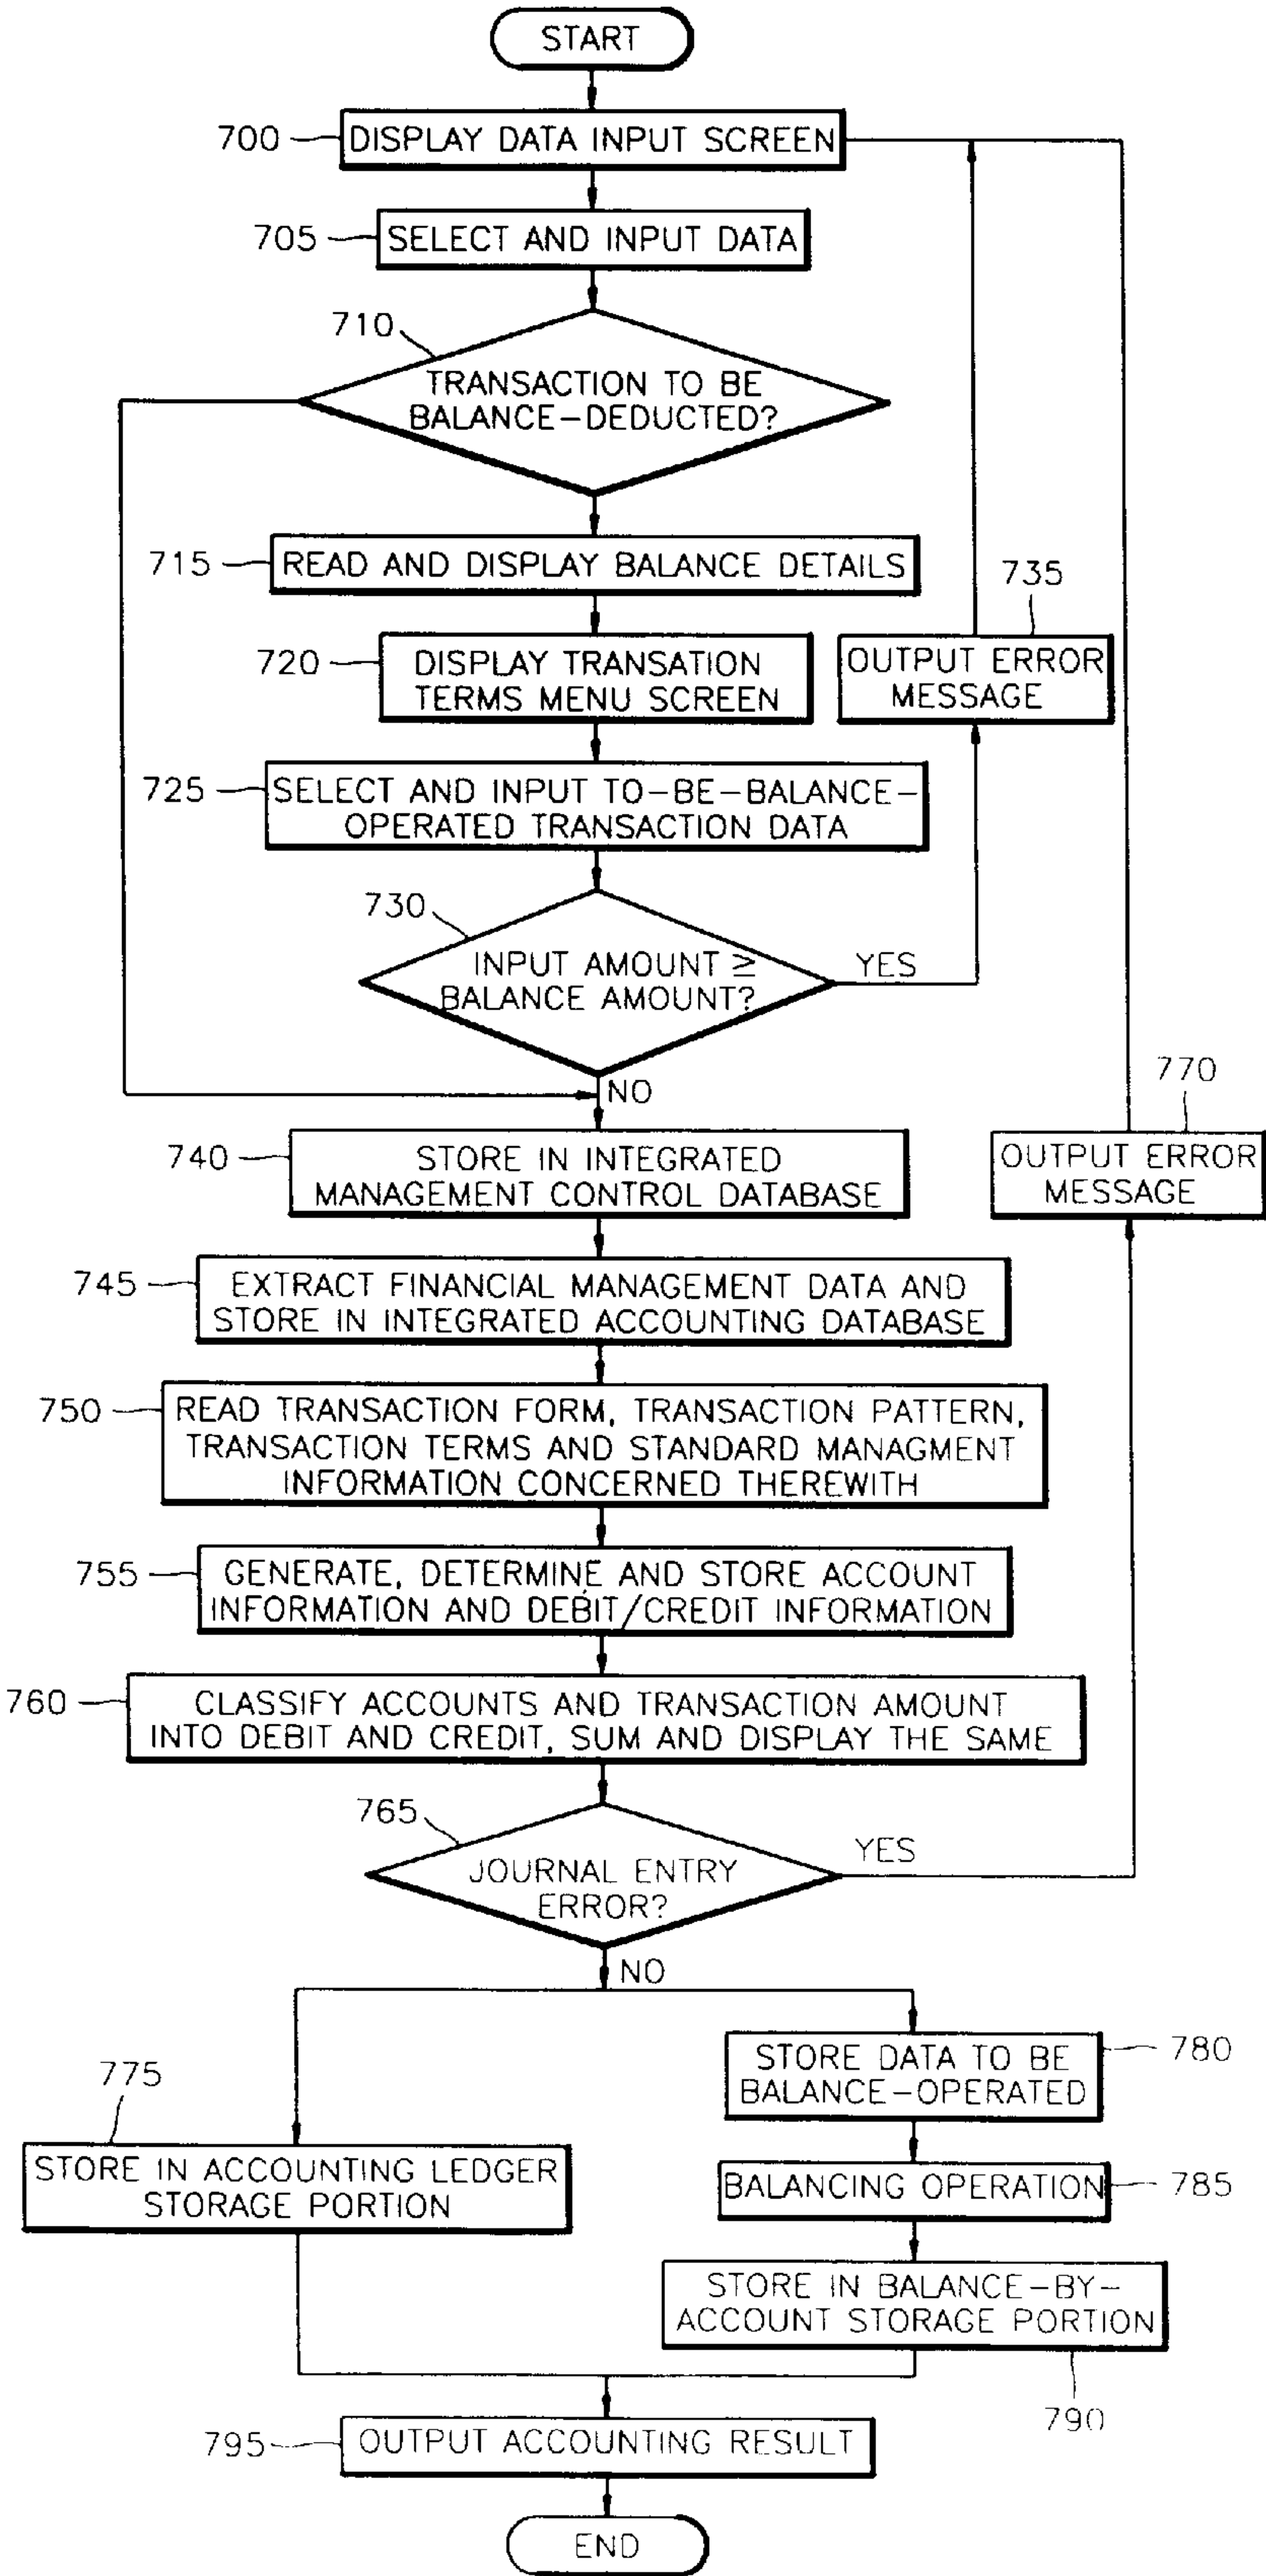 START
700
DISPLAY DATA INPUT SCREEN
705
SELECT AND INPUT DATA
710
TRANSACTION TO BE
BALANCE-DEDUCTED?
715
READ AND DISPLAY BALANCE DETAILS
720
DISPLAY TRANSATION
TERMS MENU SCREEN
735
OUTPUT ERROR
MESSAGE
725
SELECT AND INPUT TO-BE-BALANCE-
OPERATED TRANSACTION DATA
730
INPUT AMOUNT ≥
BALANCE AMOUNT?
YES
NO
740
STORE IN INTEGRATED
MANAGEMENT CONTROL DATABASE
770
OUTPUT ERROR
MESSAGE
745
EXTRACT FINANCIAL MANAGEMENT DATA AND
STORE IN INTEGRATED ACCOUNTING DATABASE
750
READ TRANSACTION FORM, TRANSACTION PATTERN,
TRANSACTION TERMS AND STANDARD MANAGMENT
INFORMATION CONCERNED THEREWITH
755
GENERATE, DETERMINE AND STORE ACCOUNT
INFORMATION AND DEBIT/CREDIT INFORMATION
760
CLASSIFY ACCOUNTS AND TRANSACTION AMOUNT
INTO DEBIT AND CREDIT, SUM AND DISPLAY THE SAME
765
JOURNAL ENTRY
ERROR?
YES
NO
775
STORE IN ACCOUNTING LEDGER
STORAGE PORTION
780
STORE DATA TO BE
BALANCE-OPERATED
BALANCING OPERATION
785
STORE IN BALANCE-BY-
ACCOUNT STORAGE PORTION
790
795
OUTPUT ACCOUNTING RESULT
END